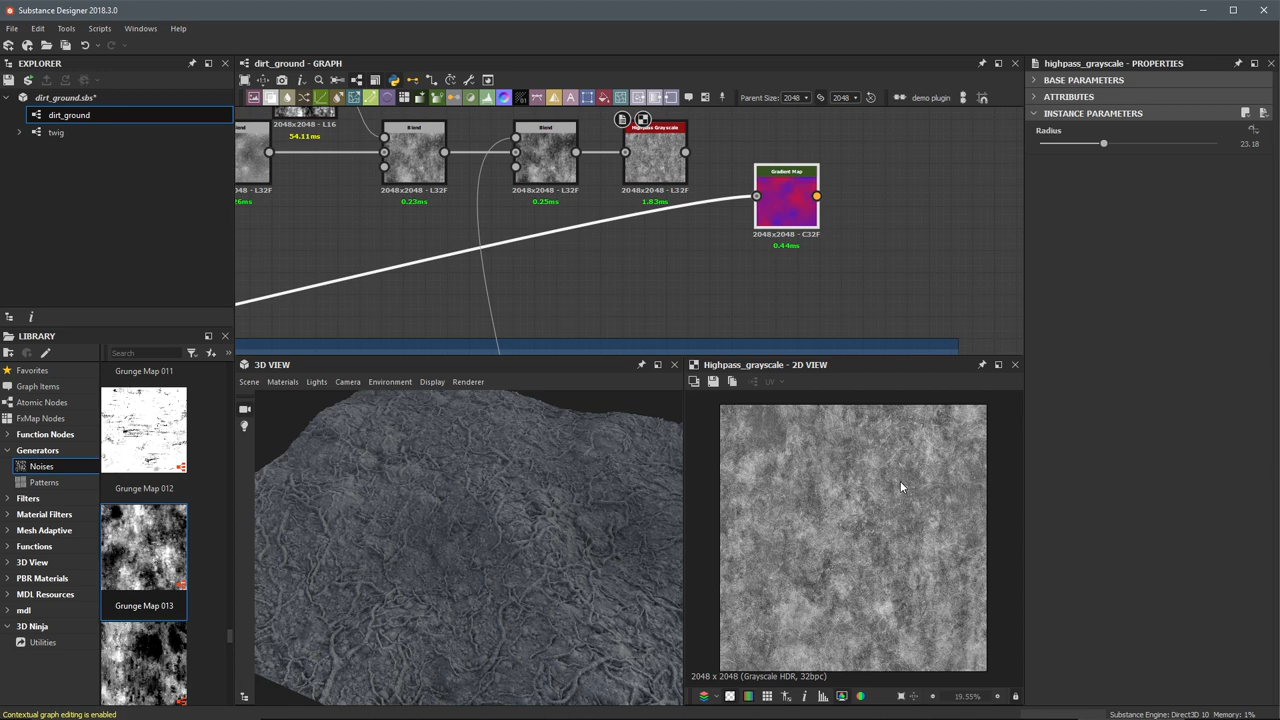 Substance Designer 2018.3.0
File Edit Tools Scripts Windows Help
EXPLORER
dirt_ground.sbs*
dirt_ground
twig
dirt_ground - GRAPH
Parent Size: 2048 2048 demo plugin
2048x2048 - L16
54.11ms
Blend
Blend
Highpass Grayscale
Gradient Map
2048x2048 - L32F
2048x2048 - L32F
2048x2048 - L32F
0.23ms
0.25ms
1.83ms
2048x2048 - C32F
0.44ms
highpass_grayscale - PROPERTIES
BASE PARAMETERS
ATTRIBUTES
INSTANCE PARAMETERS
Radius
23.18
LIBRARY
Search
Favorites
Graph Items
Atomic Nodes
FxMap Nodes
Function Nodes
Generators
Noises
Patterns
Filters
Material Filters
Mesh Adaptive
Functions
3D View
PBR Materials
MDL Resources
mdl
3D Ninja
Utilities
Grunge Map 011
Grunge Map 012
Grunge Map 013
3D VIEW
Scene Materials Lights Camera Environment Display Renderer
Highpass_grayscale - 2D VIEW
UV
2048 x 2048 (Grayscale HDR, 32bpc)
19.55%
Contextual graph editing is enabled
Substance Engine: Direct3D 10 Memory: 1%